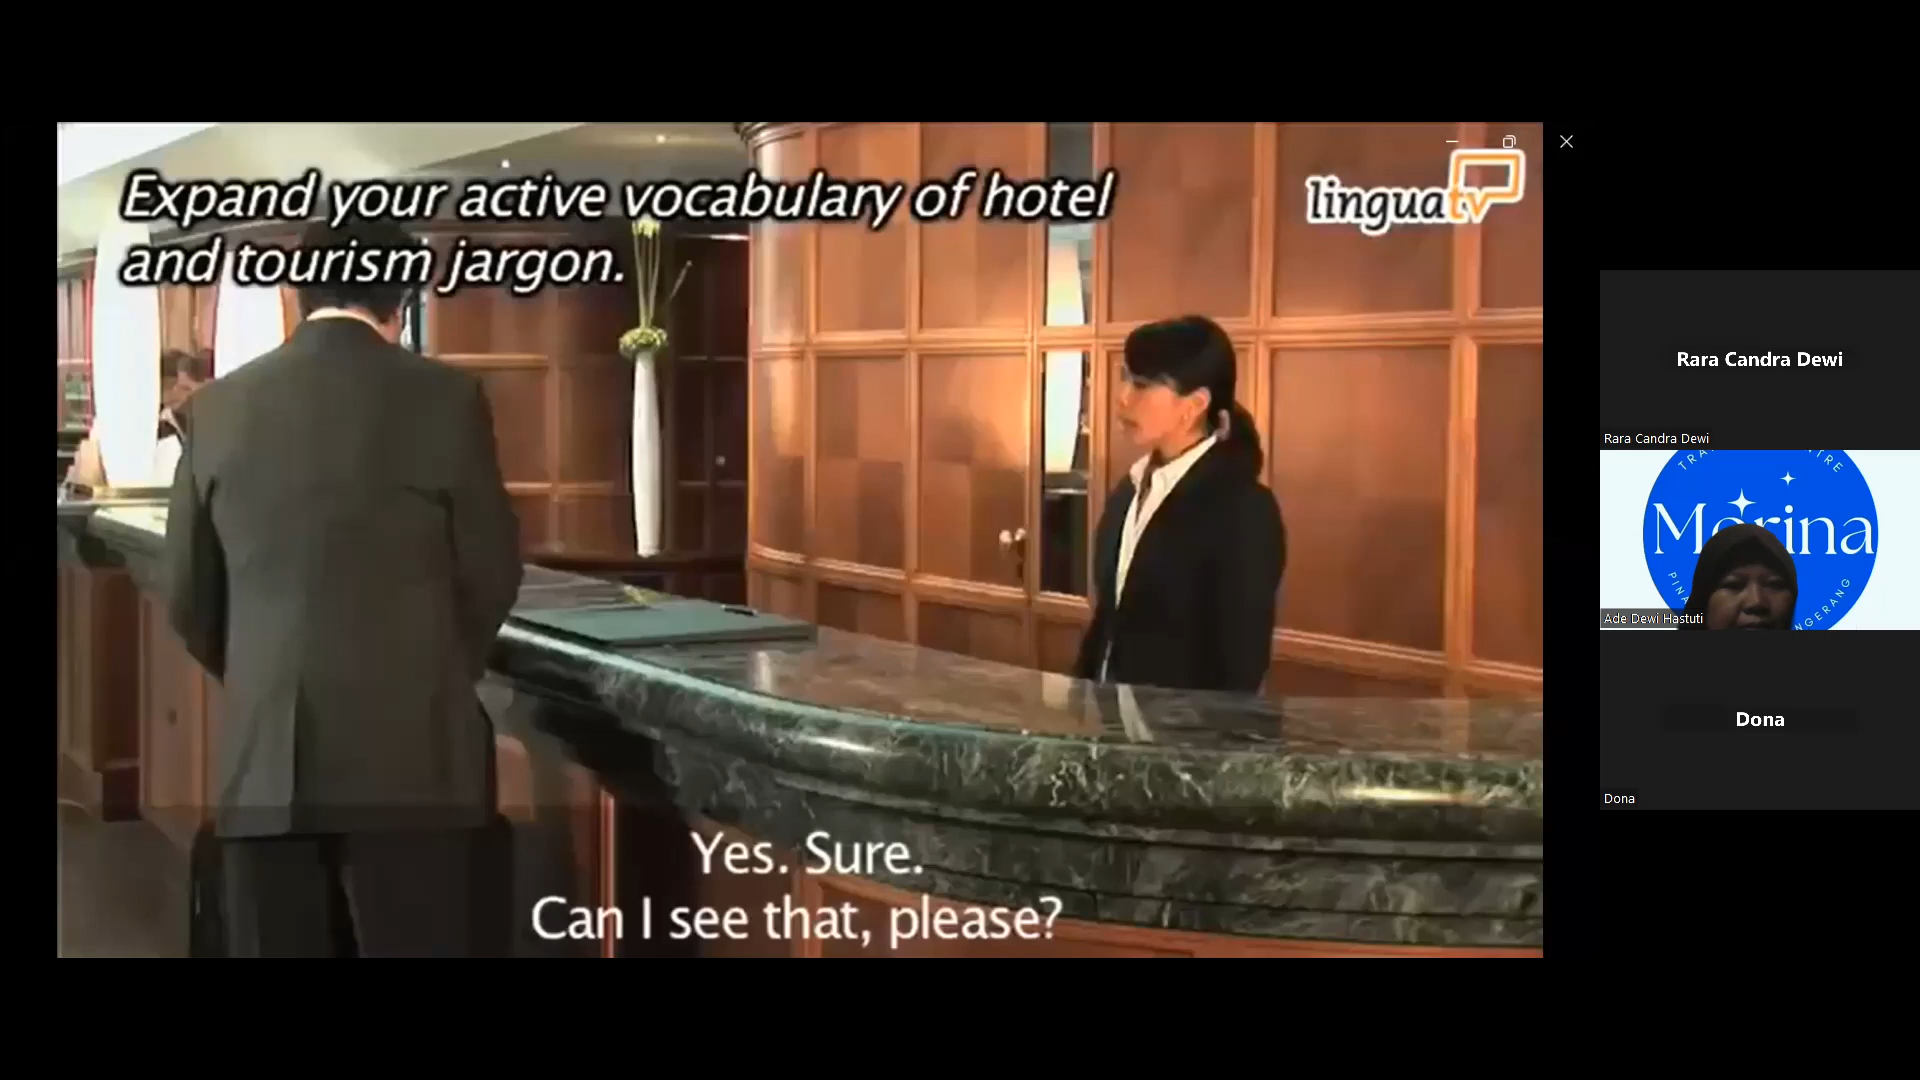 Expand your active vocabulary of hotel
and tourism jargon.
linguatv
Yes. Sure.
Can I see that, please?
Rara Candra Dewi
Rara Candra Dewi
Merina
Ade Dewi Hastuti
Dona
Dona